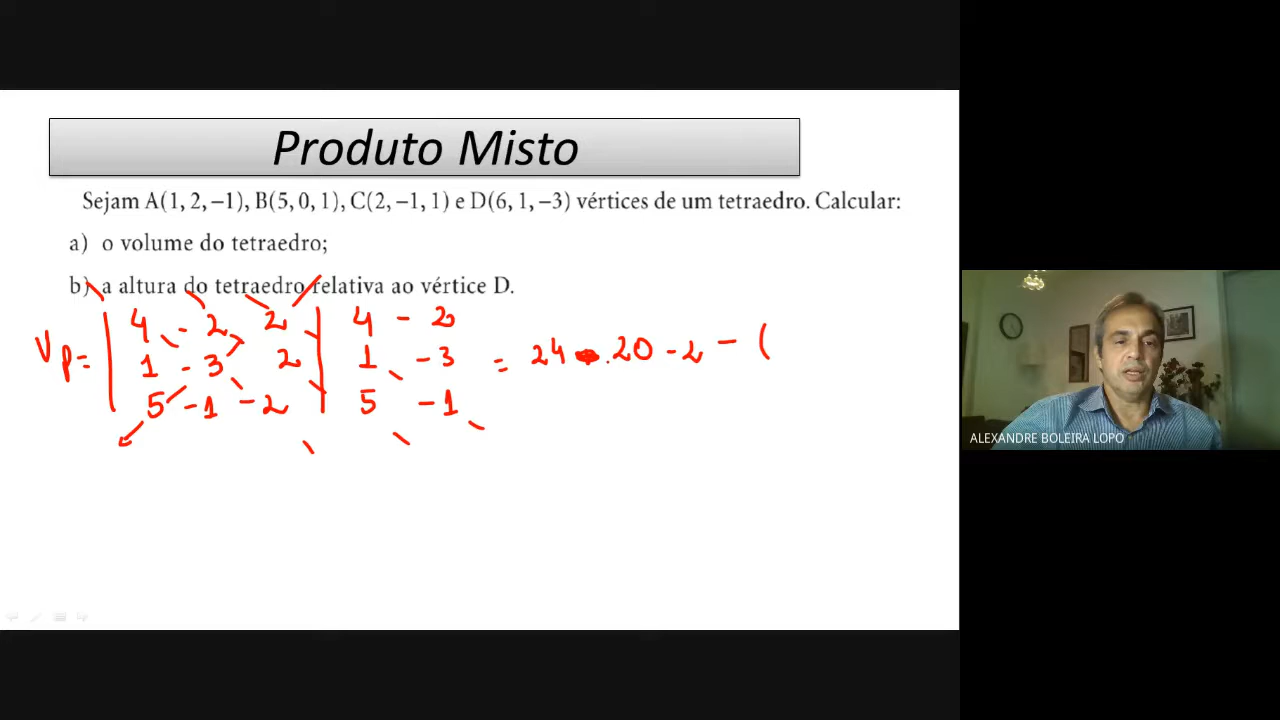 Produto Misto
Sejam A(1, 2, −1), B(5, 0, 1), C(2, −1, 1) e D(6, 1, −3) vértices de um tetraedro. Calcular:
a) o volume do tetraedro;
b) a altura do tetraedro relativa ao vértice D.
4 -2 2 | 4 -2
Vp= | 1 -3 2 | 1 -3 = 24 - 20 - 2 - (
5 -1 -2 | 5 -1
ALEXANDRE BOLEIRA LOPO